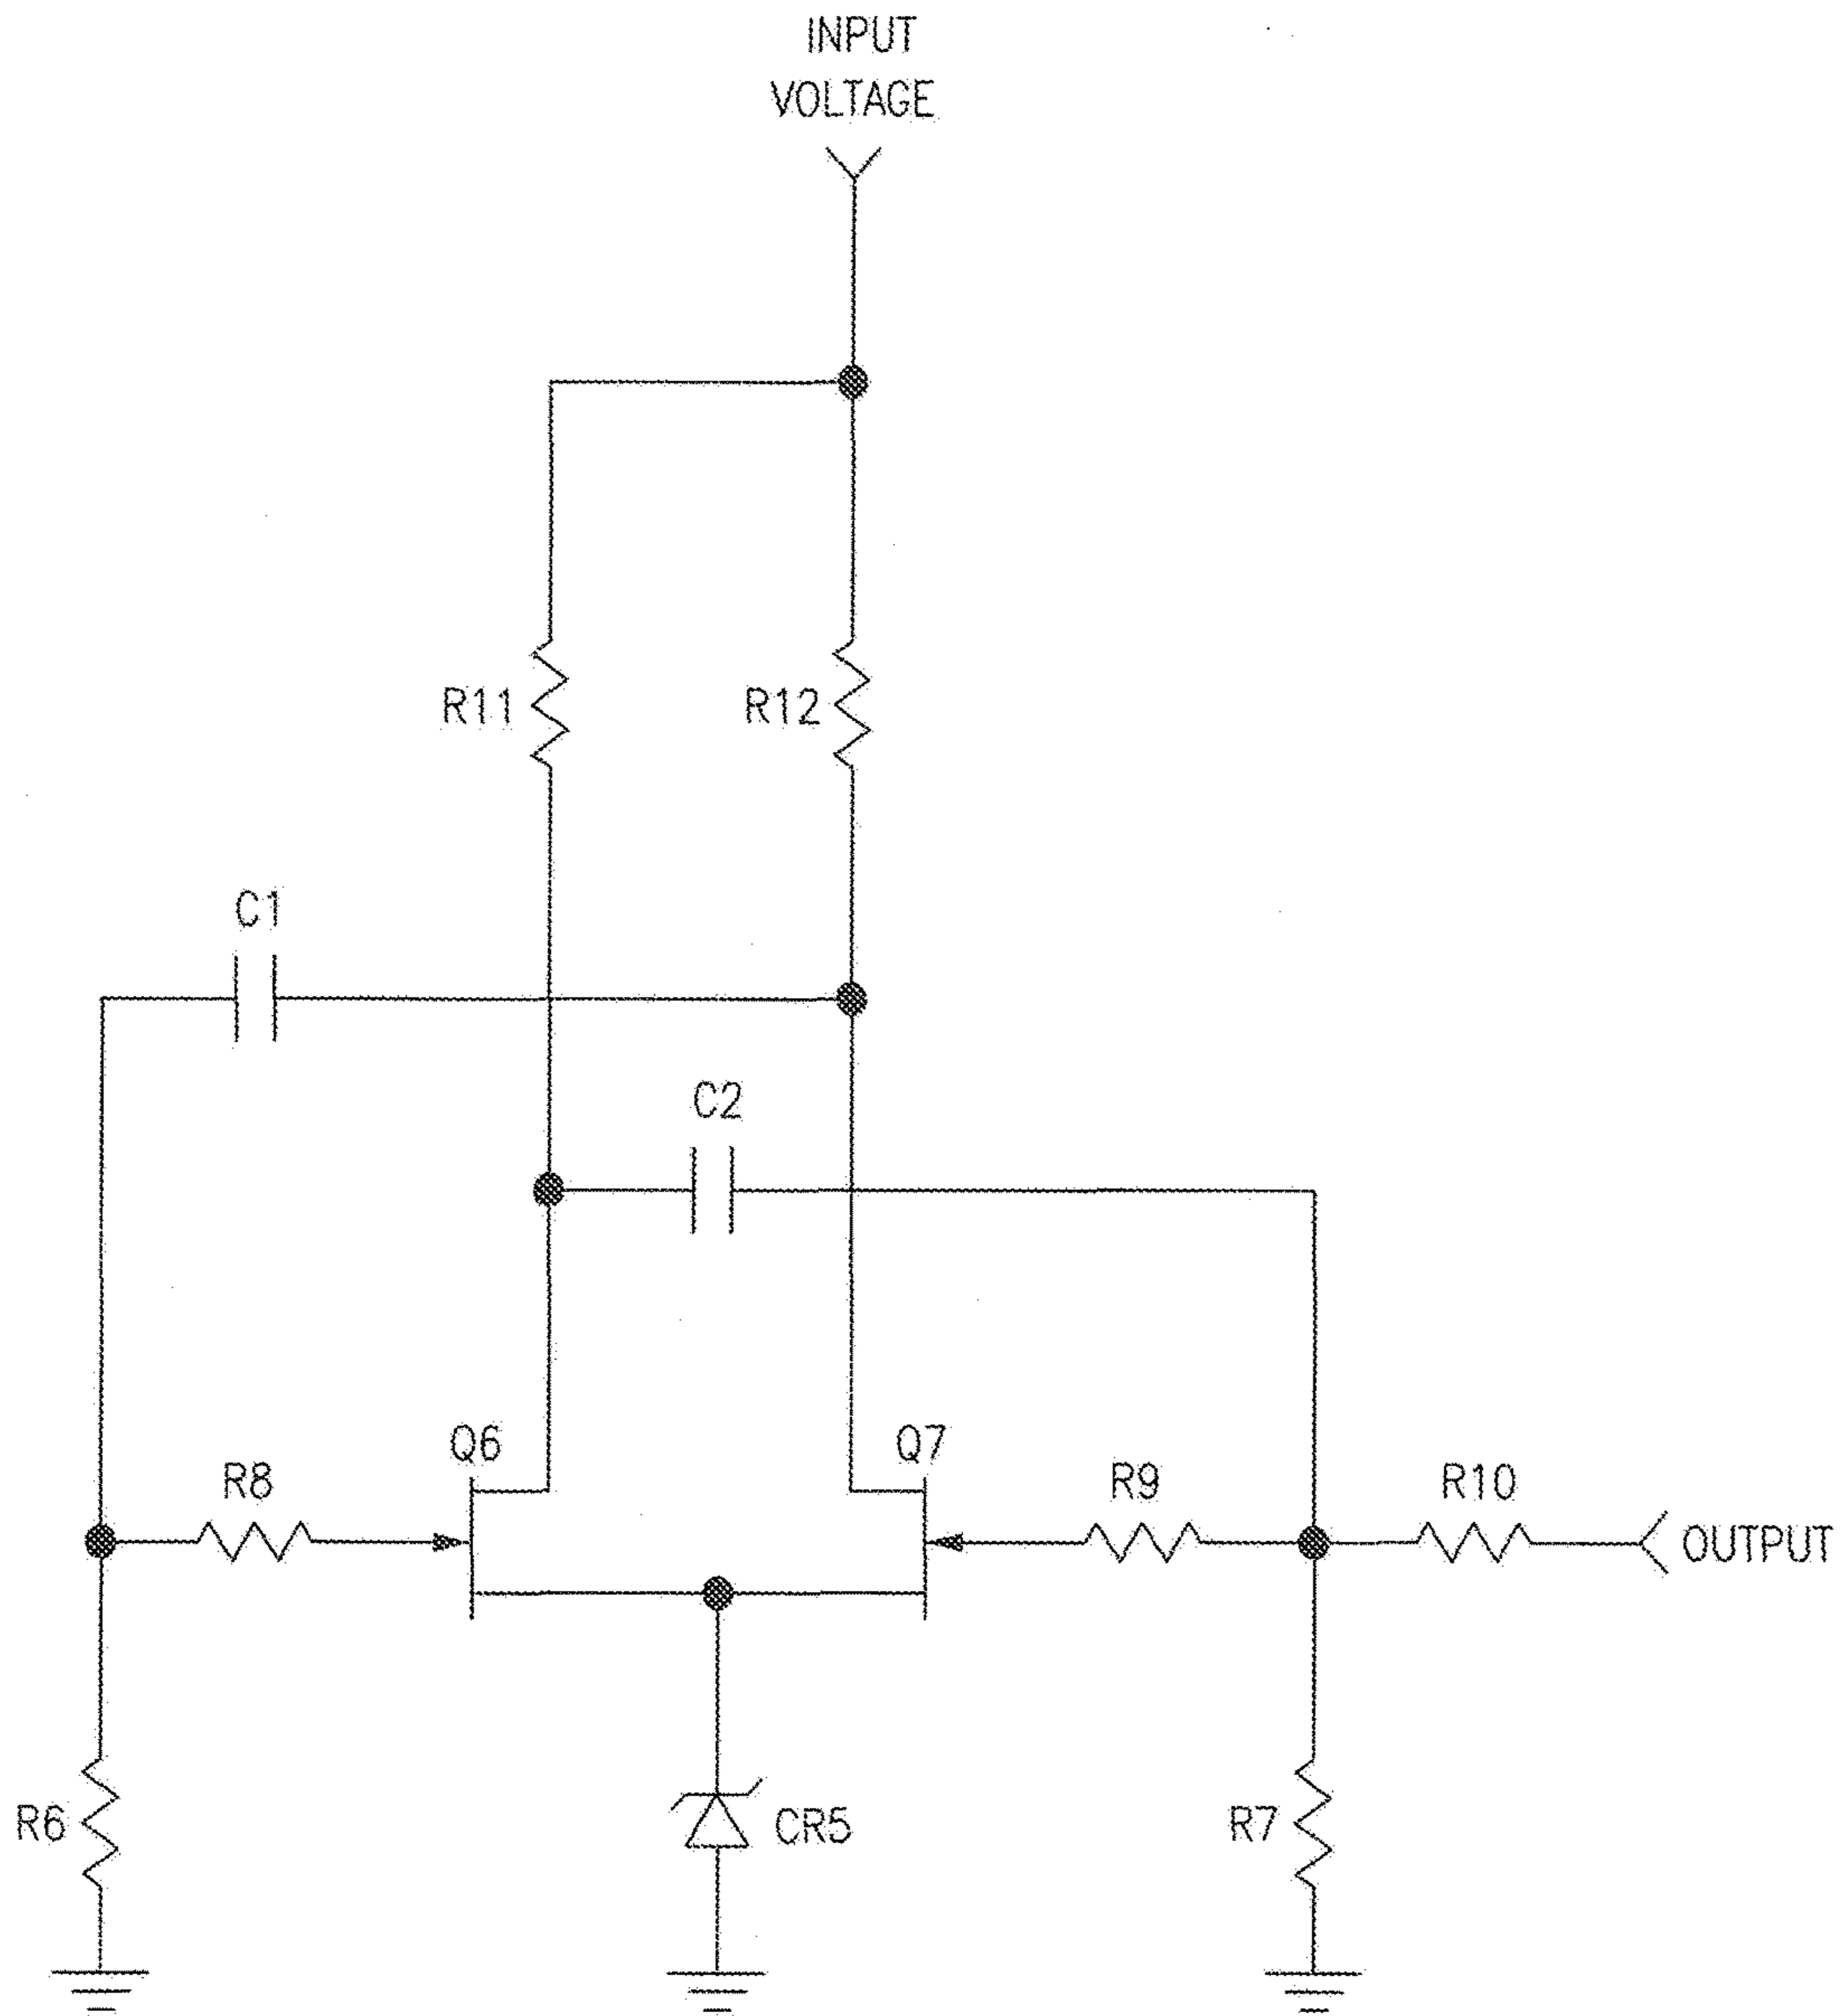 INPUT
VOLTAGE
R11
R12
C1
C2
Q6
Q7
R8
R9
R10
OUTPUT
R6
CR5
R7